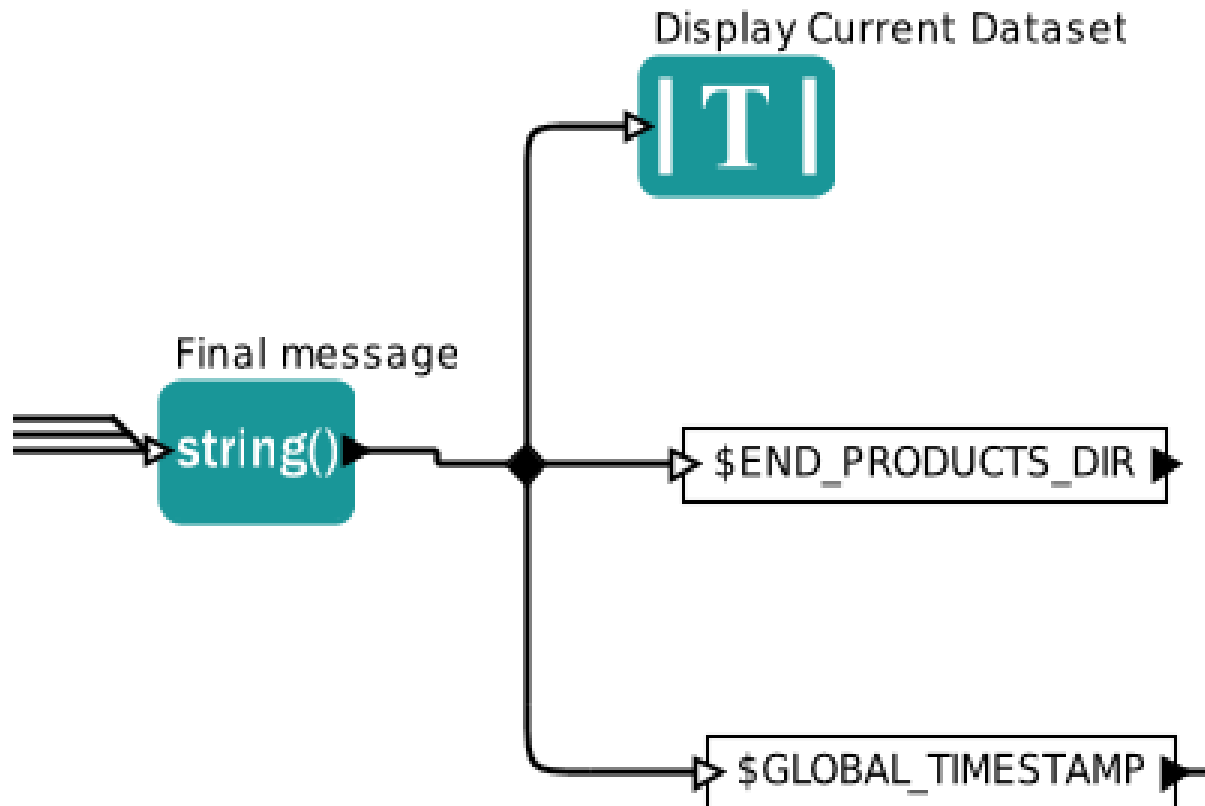 Display Current Dataset
| T |
Final message
string()
$END_PRODUCTS_DIR
$GLOBAL_TIMESTAMP